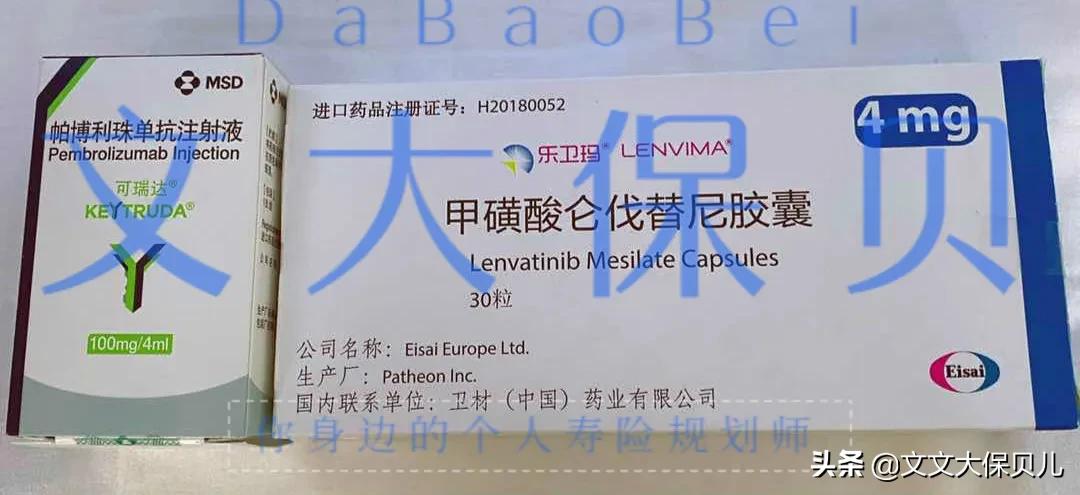 DaBaoBei
MSD
帕博利珠单抗注射液
Pembrolizumab Injection
可瑞达®
KEYTRUDA®
100mg/4ml
进口药品注册证号：H20180052
4 mg
乐卫玛® LENVIMA®
甲磺酸仑伐替尼胶囊
Lenvatinib Mesilate Capsules
30粒
公司名称：Eisai Europe Ltd.
生产厂：Patheon Inc.
国内联系单位：卫材（中国）药业有限公司
Eisai
文大保贝
你身边的个人寿险规划师
头条 @文文大保贝儿